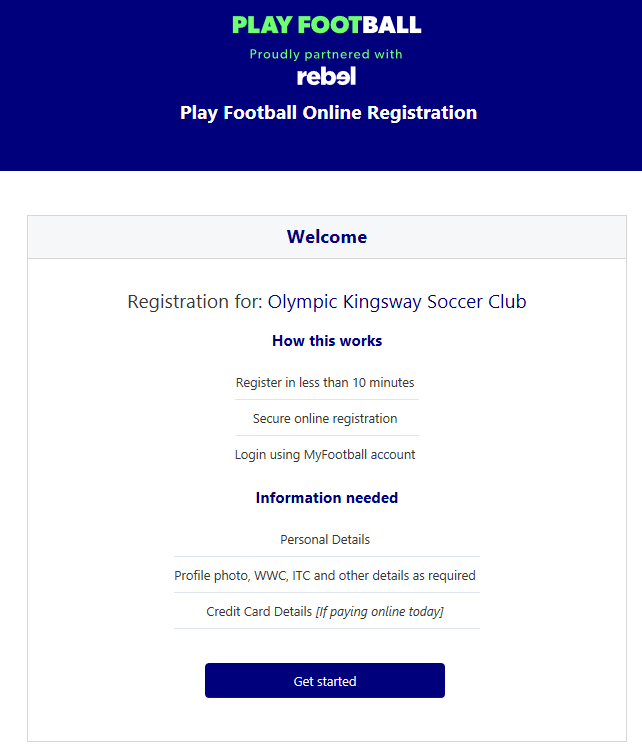 PLAY FOOTBALL
Proudly partnered with
rebel
Play Football Online Registration
Welcome
Registration for: Olympic Kingsway Soccer Club
How this works
Register in less than 10 minutes
Secure online registration
Login using MyFootball account
Information needed
Personal Details
Profile photo, WWC, ITC and other details as required
Credit Card Details [If paying online today]
Get started